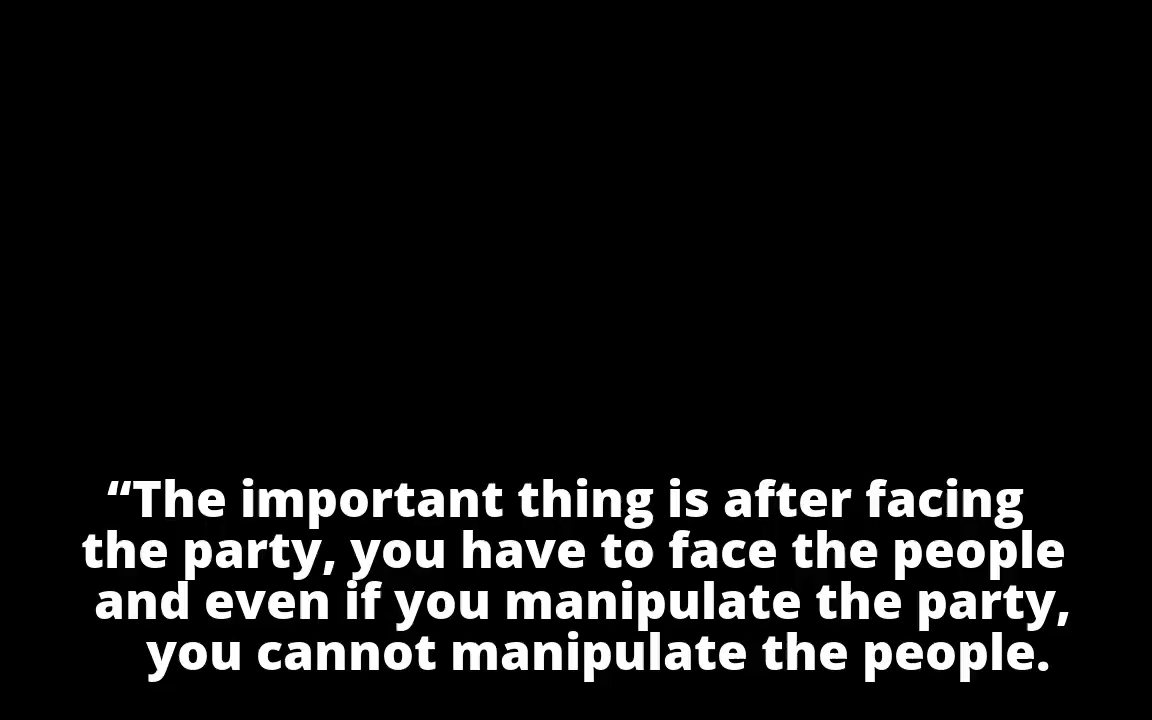 “The important thing is after facing
the party, you have to face the people
and even if you manipulate the party,
you cannot manipulate the people.